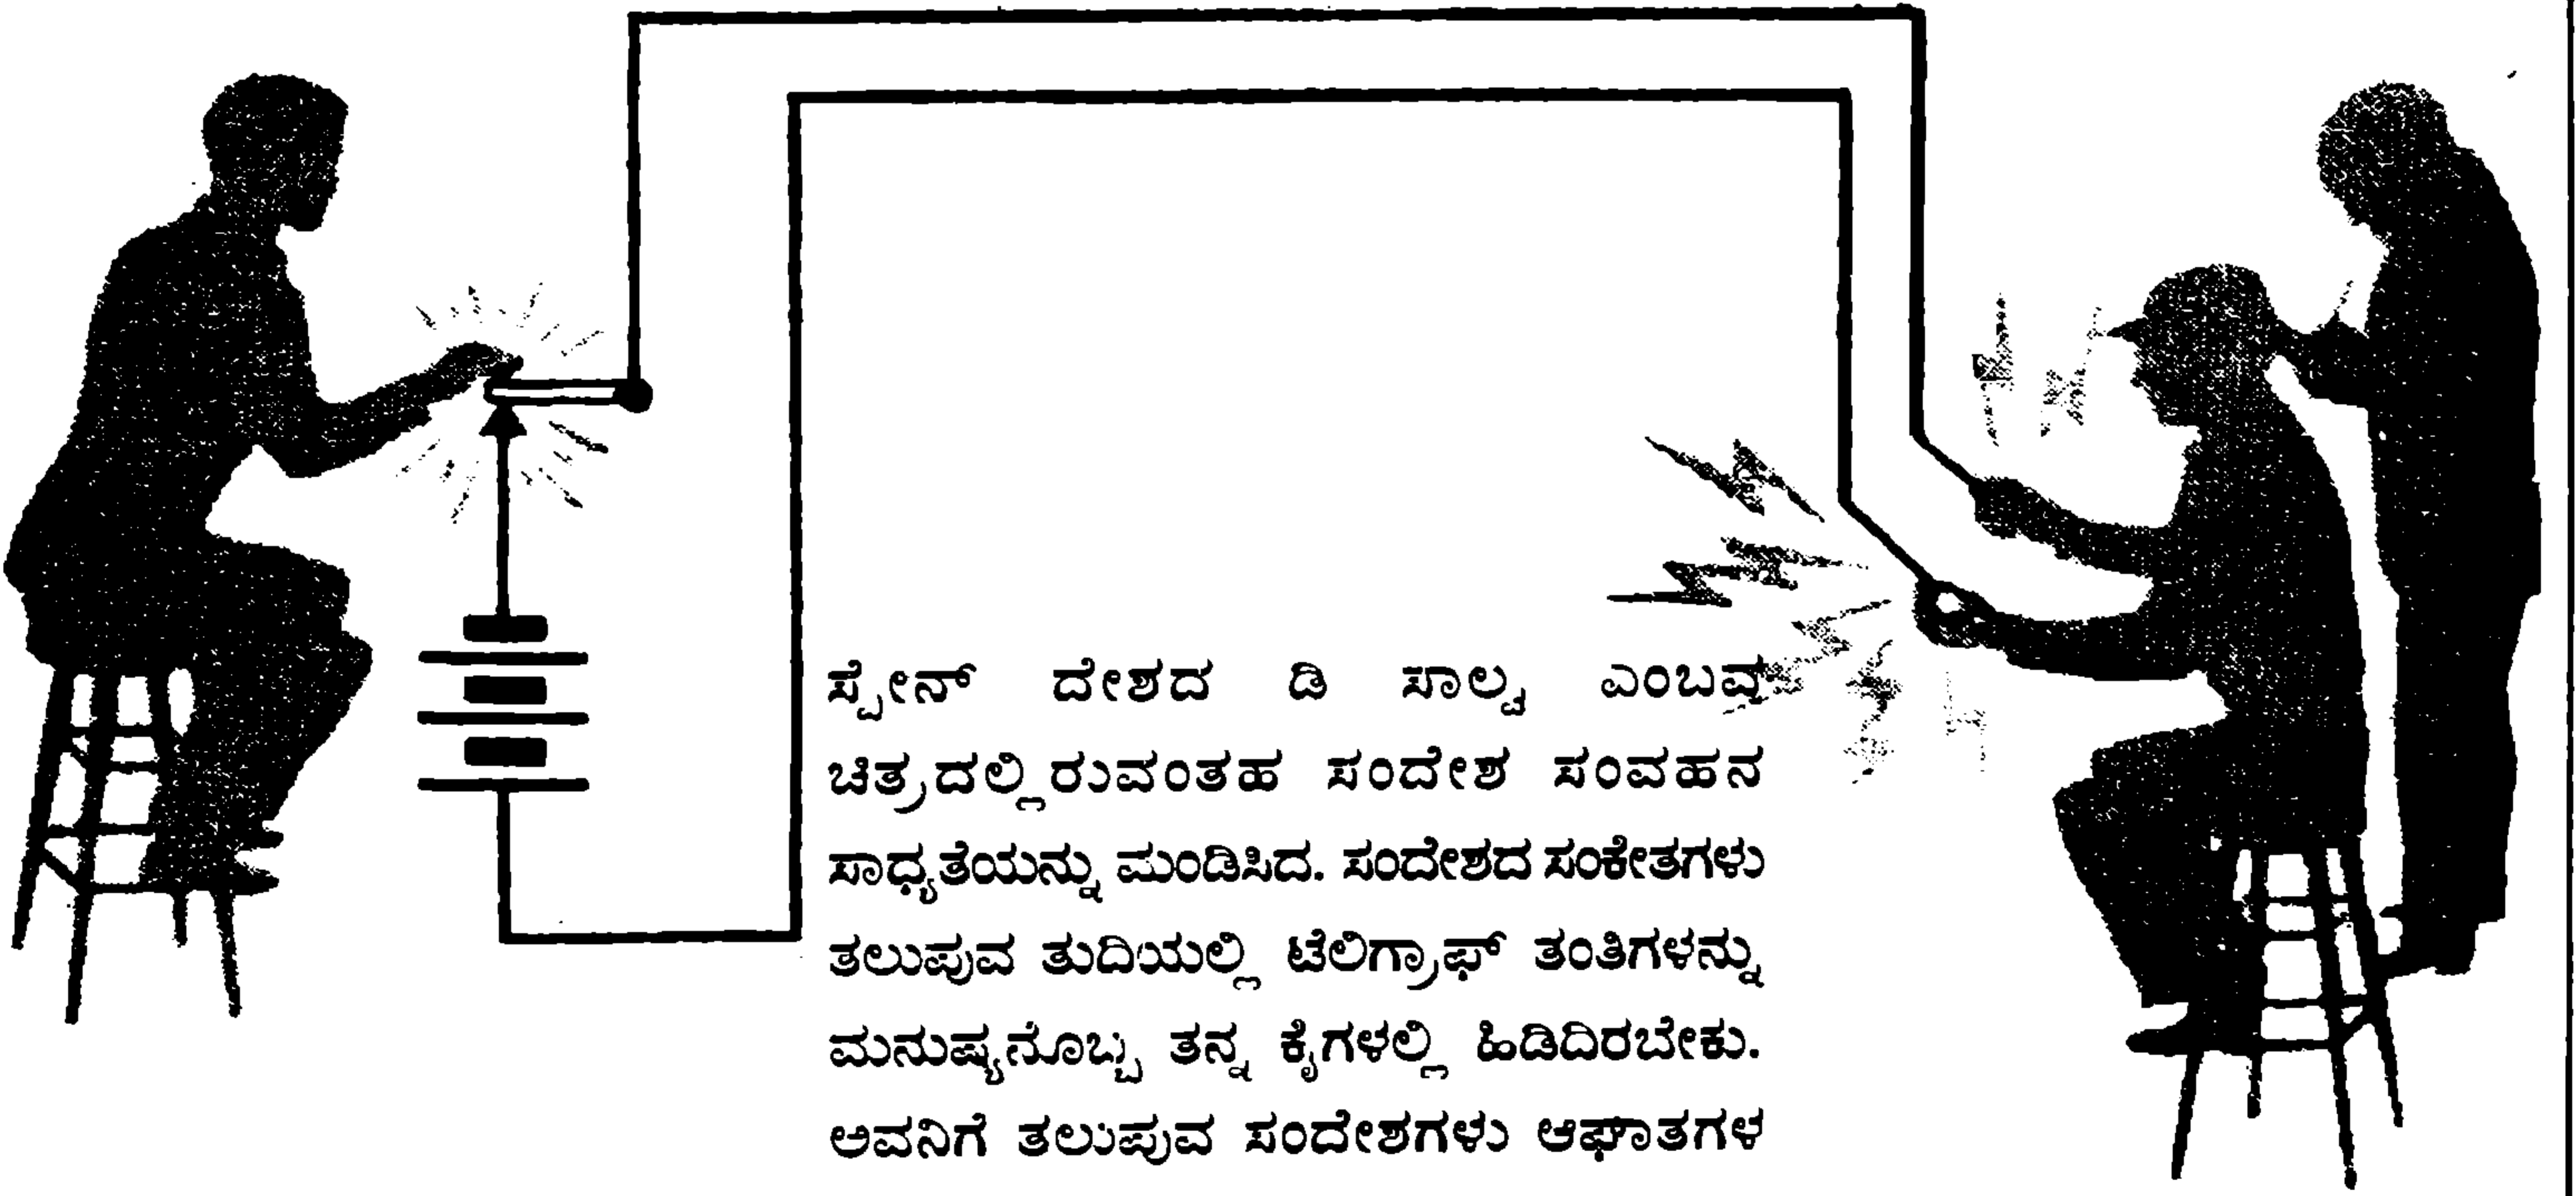 ಸ್ಪೇನ್ ದೇಶದ ಡಿ ಸಾಲ್ವ ಎಂಬವ
ಚಿತ್ರದಲ್ಲಿರುವಂತಹ ಸಂದೇಶ ಸಂವಹನ
ಸಾಧ್ಯತೆಯನ್ನು ಮಂಡಿಸಿದ. ಸಂದೇಶದ ಸಂಕೇತಗಳು
ತಲುಪುವ ತುದಿಯಲ್ಲಿ ಟೆಲಿಗ್ರಾಫ್ ತಂತಿಗಳನ್ನು
ಮನುಷ್ಯನೊಬ್ಬ ತನ್ನ ಕೈಗಳಲ್ಲಿ ಹಿಡಿದಿರಬೇಕು.
ಅವನಿಗೆ ತಲುಪುವ ಸಂದೇಶಗಳು ಆಘಾತಗಳ